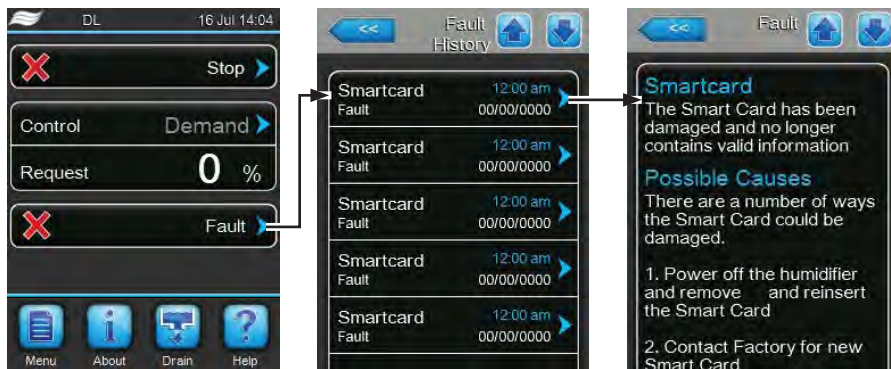 DL 16 Jul 14:04
Stop
Control Demand
Request 0 %
Fault
Menu About Drain Help
<< Fault
History
Smartcard 12:00 am
Fault 00/00/0000
Smartcard 12:00 am
Fault 00/00/0000
Smartcard 12:00 am
Fault 00/00/0000
Smartcard 12:00 am
Fault 00/00/0000
Smartcard 12:00 am
Fault 00/00/0000
<< Fault
Smartcard
The Smart Card has been
damaged and no longer
contains valid information
Possible Causes
There are a number of ways
the Smart Card could be
damaged.
1. Power off the humidifier
and remove and reinsert
the Smart Card
2. Contact Factory for new
Smart Card